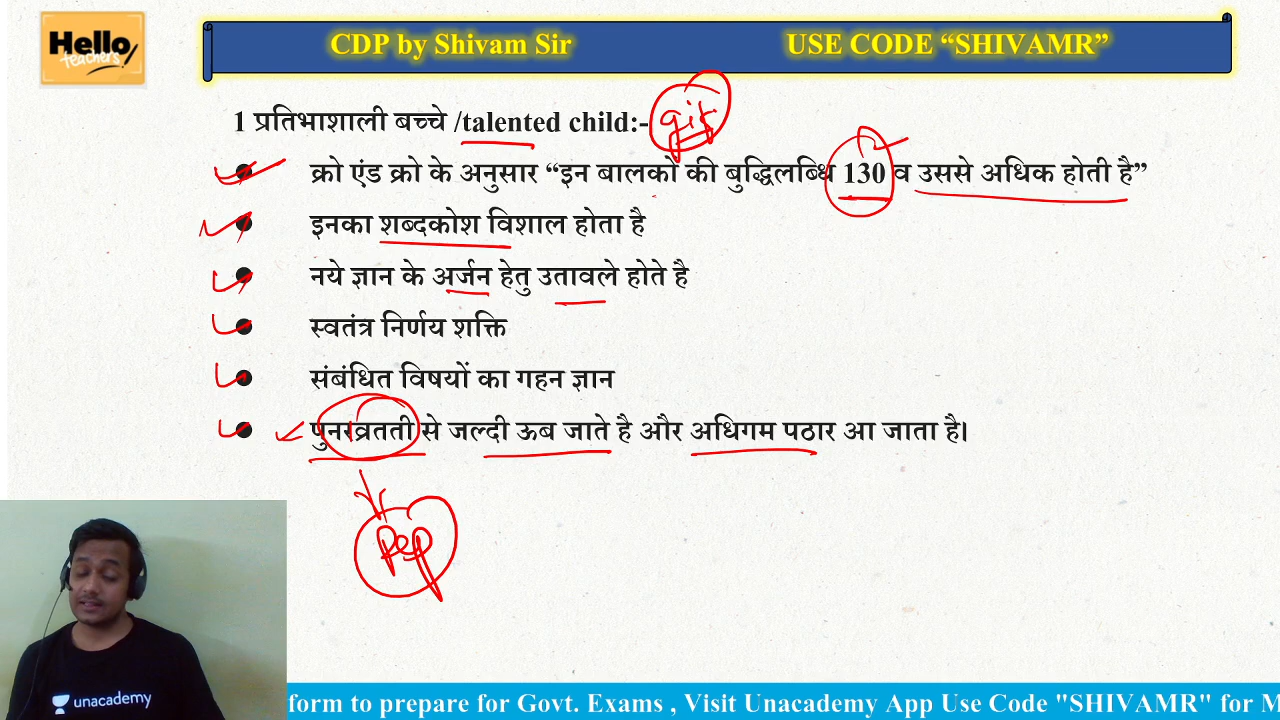 Hello
teachers
CDP by Shivam Sir USE CODE “SHIVAMR”
1 प्रतिभाशाली बच्चे /talented child:- gif
क्रो एंड क्रो के अनुसार “इन बालकों की बुद्धिलब्धि 130 व उससे अधिक होती है”
इनका शब्दकोश विशाल होता है
नये ज्ञान के अर्जन हेतु उतावले होते है
स्वतंत्र निर्णय शक्ति
संबंधित विषयों का गहन ज्ञान
पुनरव्रतती से जल्दी ऊब जाते है और अधिगम पठार आ जाता है।
unacademy
form to prepare for Govt. Exams , Visit Unacademy App Use Code "SHIVAMR" for M